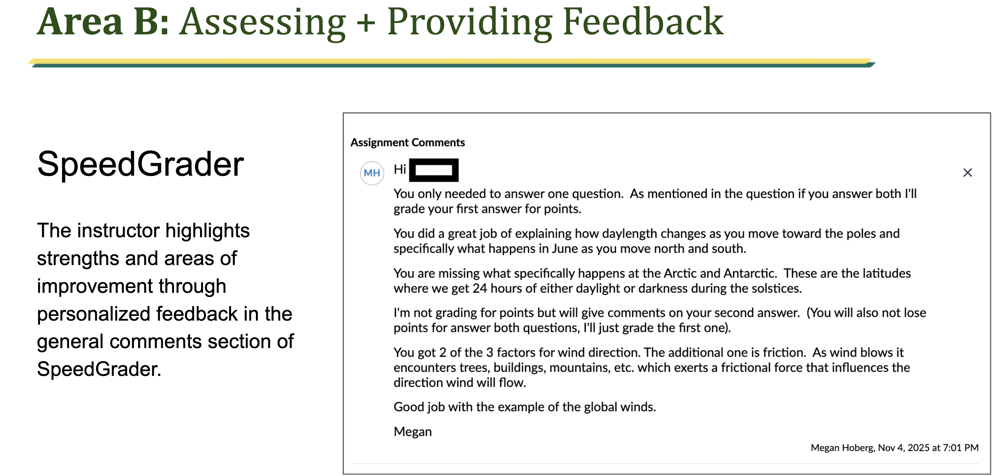 Area B: Assessing + Providing Feedback
SpeedGrader
The instructor highlights
strengths and areas of
improvement through
personalized feedback in the
general comments section of
SpeedGrader.
Assignment Comments
MH
Hi
You only needed to answer one question.  As mentioned in the question if you answer both I'll
grade your first answer for points.
You did a great job of explaining how daylength changes as you move toward the poles and
specifically what happens in June as you move north and south.
You are missing what specifically happens at the Arctic and Antarctic.  These are the latitudes
where we get 24 hours of either daylight or darkness during the solstices.
I'm not grading for points but will give comments on your second answer.  (You will also not lose
points for answer both questions, I'll just grade the first one).
You got 2 of the 3 factors for wind direction. The additional one is friction.  As wind blows it
encounters trees, buildings, mountains, etc. which exerts a frictional force that influences the
direction wind will flow.
Good job with the example of the global winds.
Megan
Megan Hoberg, Nov 4, 2025 at 7:01 PM